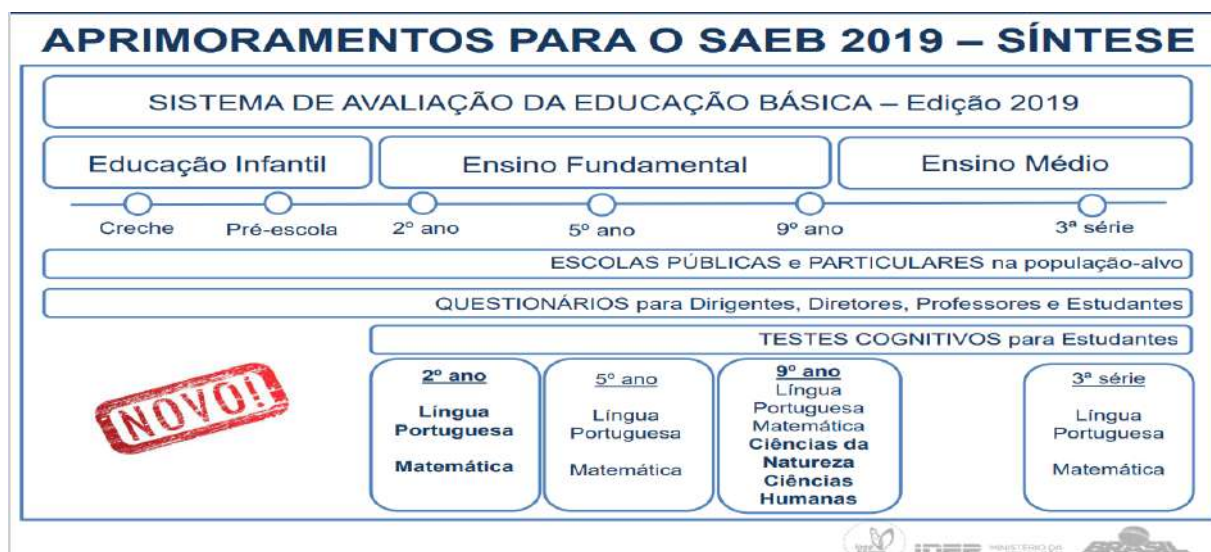 APRIMORAMENTOS PARA O SAEB 2019 – SÍNTESE
SISTEMA DE AVALIAÇÃO DA EDUCAÇÃO BÁSICA – Edição 2019
Educação Infantil
Ensino Fundamental
Ensino Médio
Creche
Pré-escola
2º ano
5º ano
9º ano
3ª série
ESCOLAS PÚBLICAS e PARTICULARES na população-alvo
QUESTIONÁRIOS para Dirigentes, Diretores, Professores e Estudantes
TESTES COGNITIVOS para Estudantes
NOVO!
2º ano
Língua
Portuguesa
Matemática
5º ano
Língua
Portuguesa
Matemática
9º ano
Língua
Portuguesa
Matemática
Ciências da
Natureza
Ciências
Humanas
3ª série
Língua
Portuguesa
Matemática